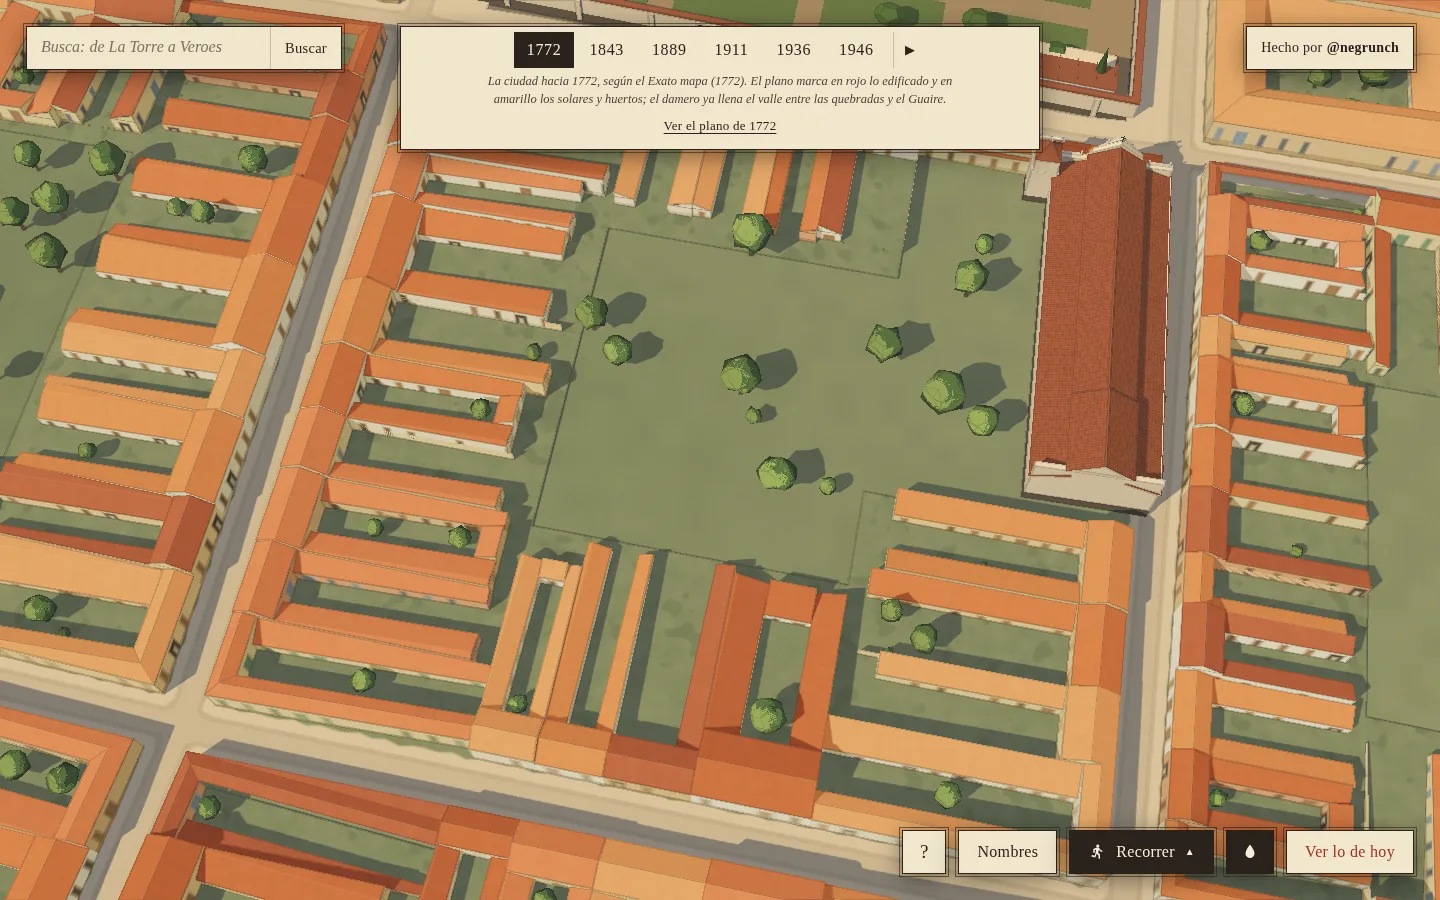 Busca: de La Torre a Veroes
Buscar
1772 1843 1889 1911 1936 1946 ▶
La ciudad hacia 1772, según el Exato mapa (1772). El plano marca en rojo lo edificado y en
amarillo los solares y huertos; el damero ya llena el valle entre las quebradas y el Guaire.
Ver el plano de 1772
Hecho por @negrunch
?
Nombres
Recorrer ▲
Ver lo de hoy